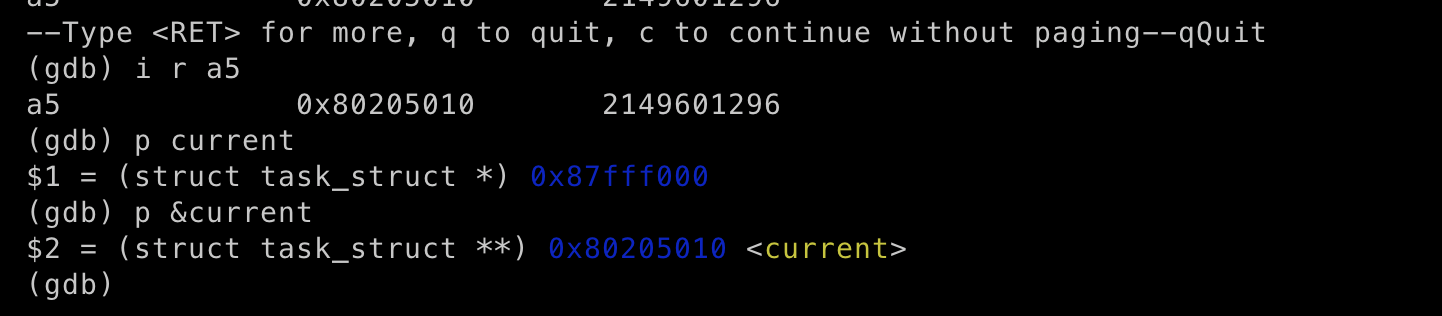 a5              0x80205010       2149601296
--Type <RET> for more, q to quit, c to continue without paging--qQuit
(gdb) i r a5
a5             0x80205010       2149601296
(gdb) p current
$1 = (struct task_struct *) 0x87fff000
(gdb) p &current
$2 = (struct task_struct **) 0x80205010 <current>
(gdb)